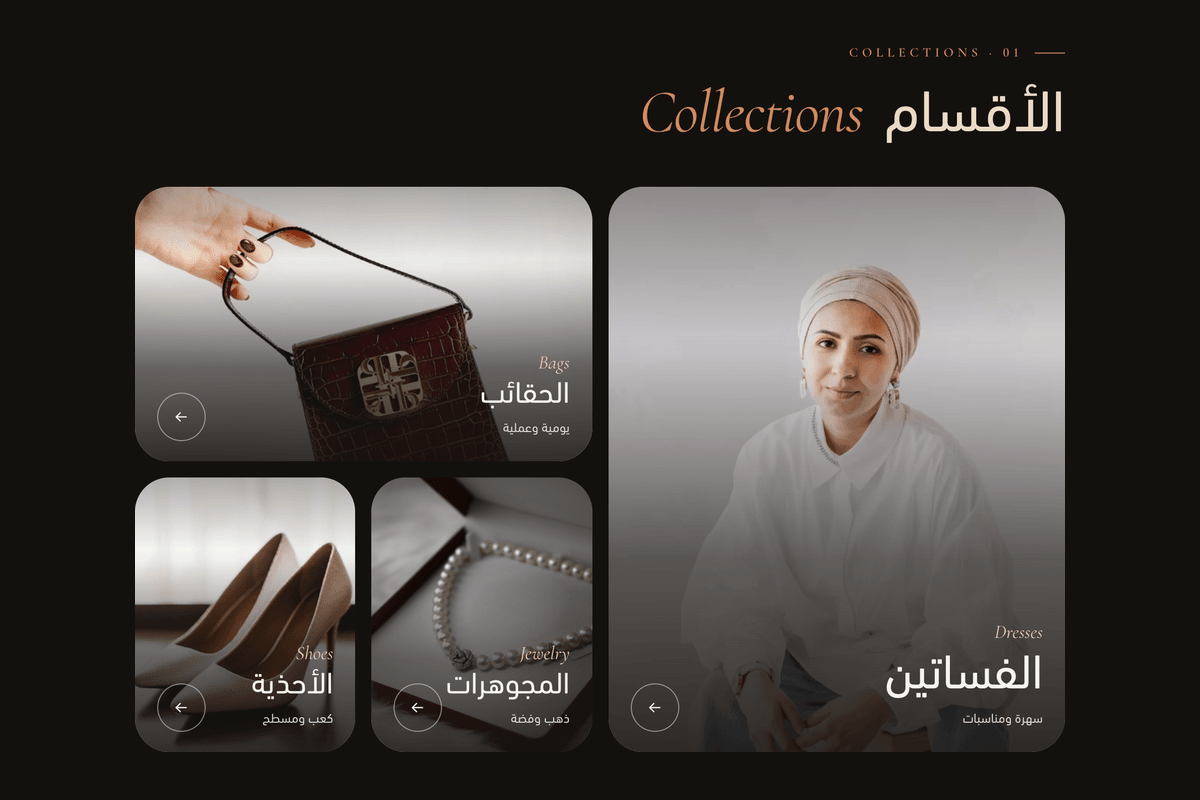 COLLECTIONS · 01
الأقسام Collections
Dresses
الفساتين
سهرة ومناسبات
Bags
الحقائب
يومية وعملية
Jewelry
المجوهرات
ذهب وفضة
Shoes
الأحذية
كعب ومسطح